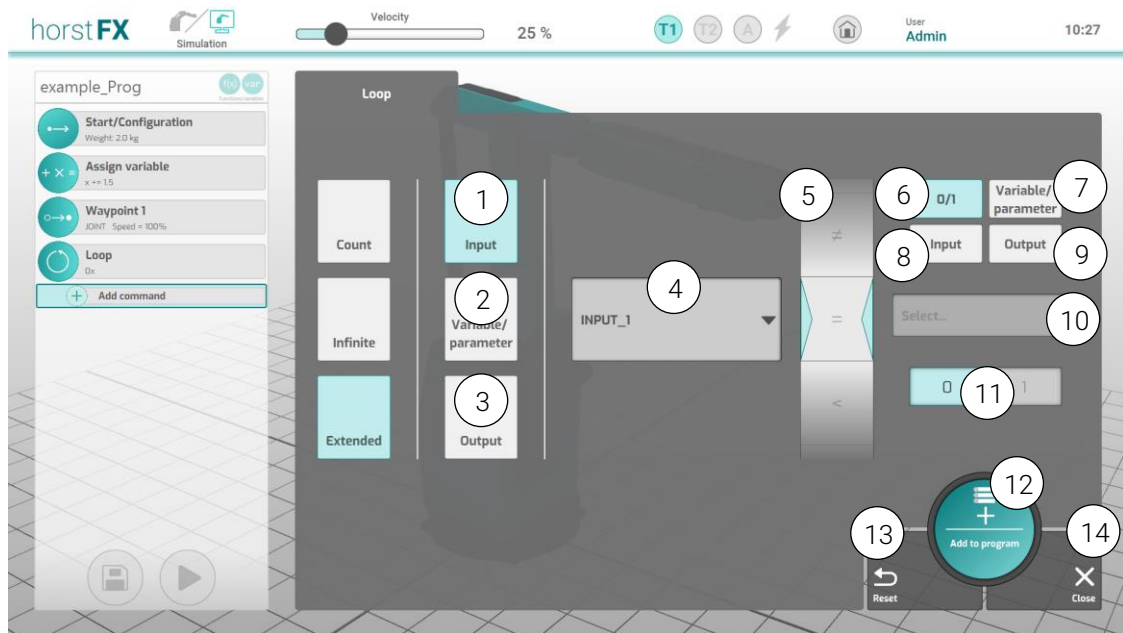 horstFX
Simulation
Velocity
25 %
T1
T2
A
User
Admin
10:27
example_Prog
f(x)
var
Functions/variables
Start/Configuration
Weight: 2.0 kg
+ × =
Assign variable
x += 1.5
Waypoint 1
JOINT Speed = 100%
Loop
0x
+ Add command
Loop
Count
Infinite
Extended
1
Input
2
Variable/
parameter
3
Output
4
INPUT_1
5
≠
=
<
6
0/1
7
Variable/
parameter
8
Input
9
Output
10
Select...
11
0
1
12
+
Add to program
13
Reset
14
Close